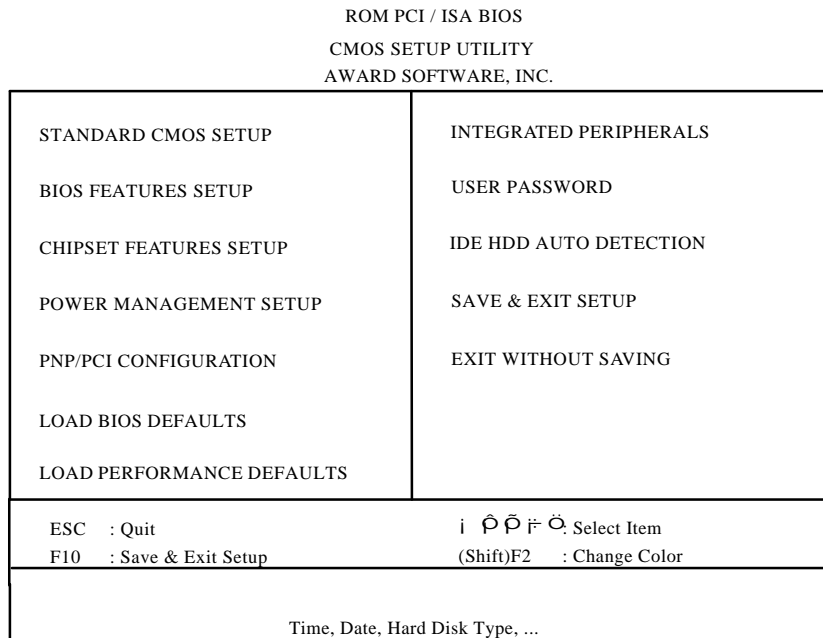 ROM PCI / ISA BIOS
CMOS SETUP UTILITY
AWARD SOFTWARE, INC.
STANDARD CMOS SETUP
BIOS FEATURES SETUP
CHIPSET FEATURES SETUP
POWER MANAGEMENT SETUP
PNP/PCI CONFIGURATION
LOAD BIOS DEFAULTS
LOAD PERFORMANCE DEFAULTS
INTEGRATED PERIPHERALS
USER PASSWORD
IDE HDD AUTO DETECTION
SAVE & EXIT SETUP
EXIT WITHOUT SAVING
ESC : Quit
F10 : Save & Exit Setup
: Select Item
(Shift)F2 : Change Color
Time, Date, Hard Disk Type, ...